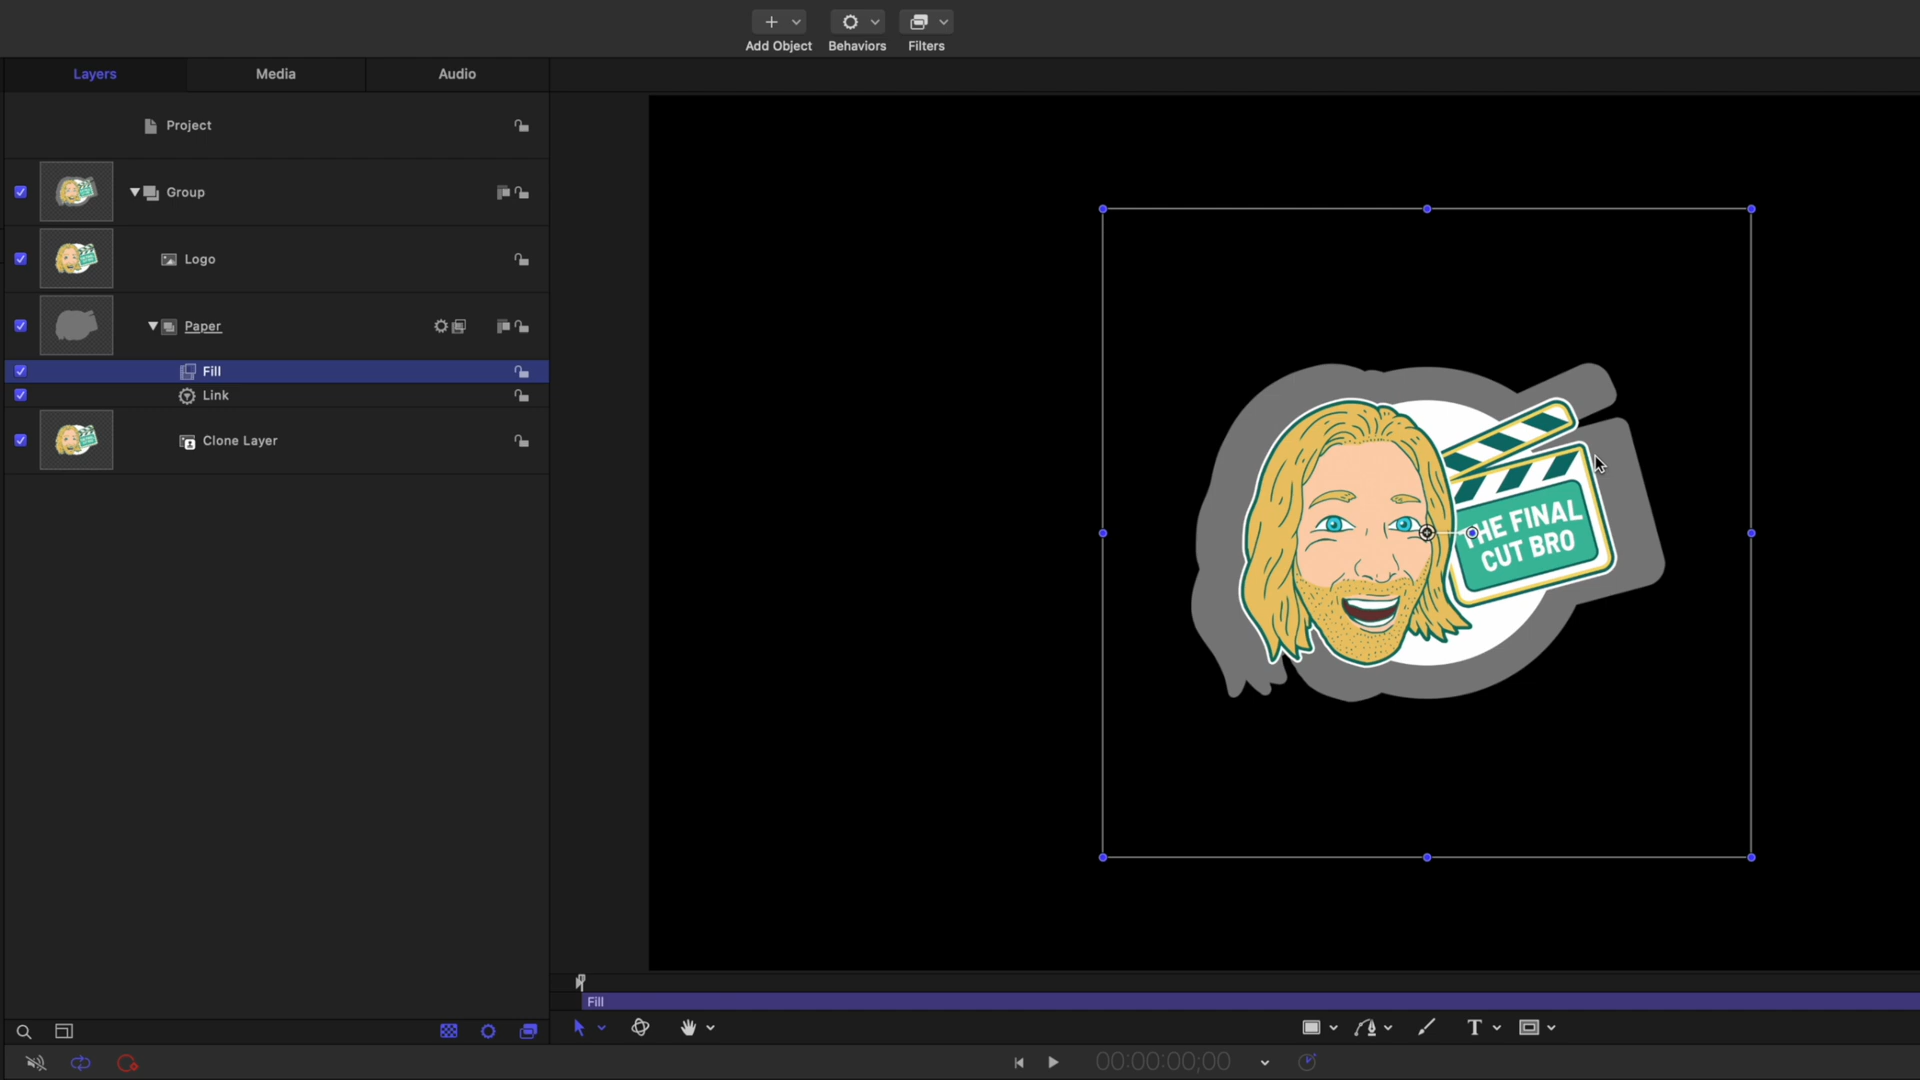 Add Object
Behaviors
Filters
Layers
Media
Audio
Project
Group
Logo
Paper
Fill
Link
Clone Layer
THE FINAL
CUT BRO
Fill
T
00:00:00;00